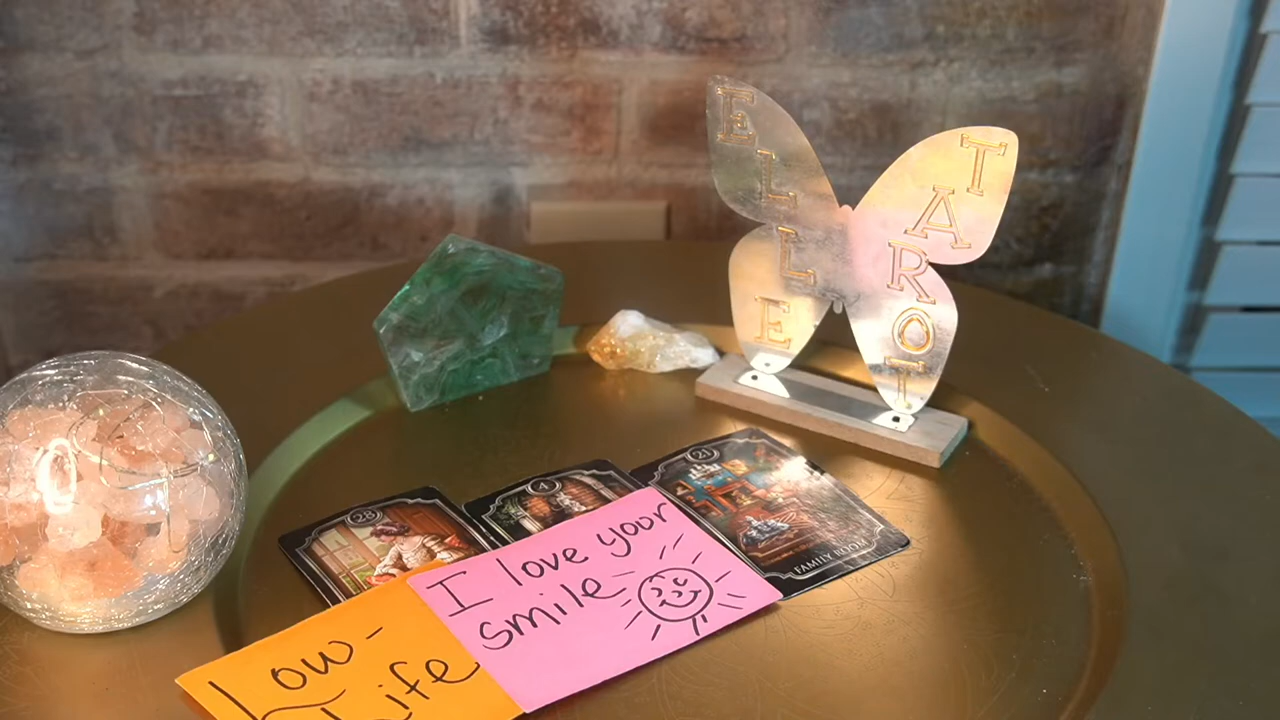 ELLE
TAROT
28
4
21
FAMILY ROOM
I love your
smile
Low-
Life